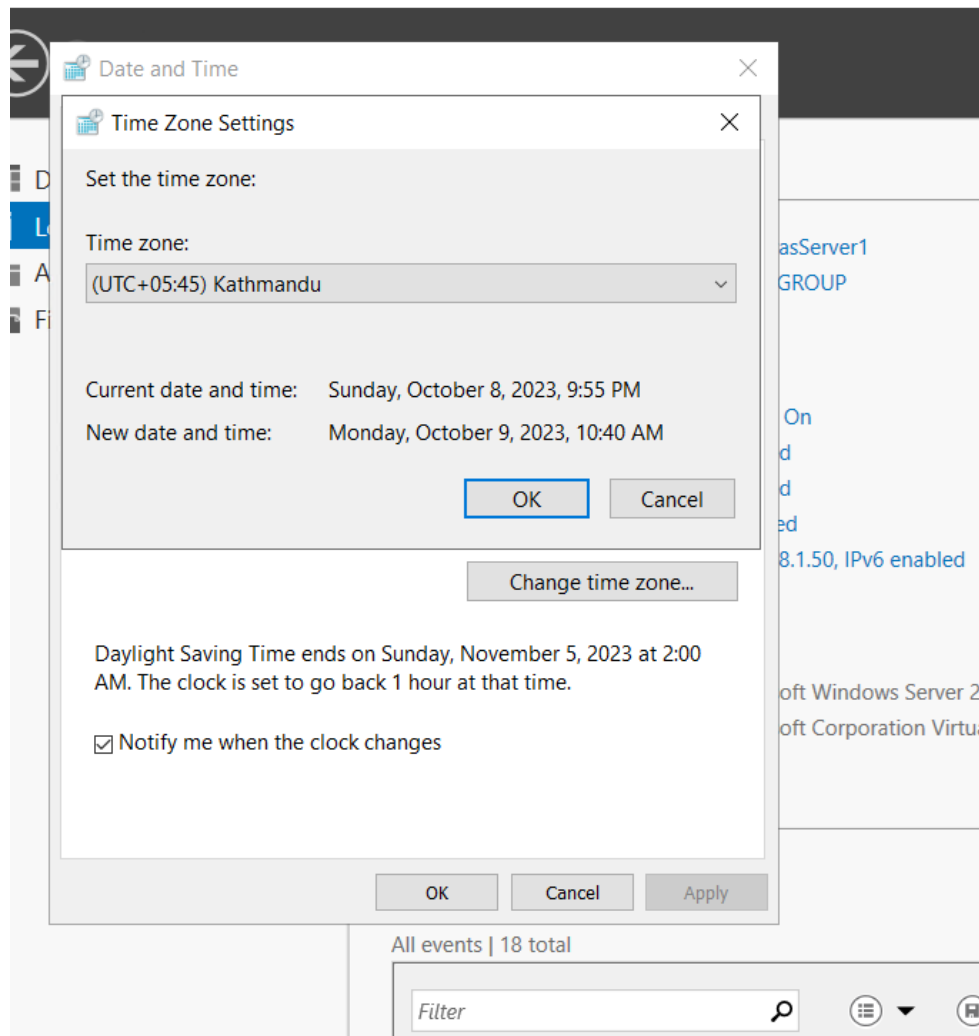 Date and Time
Time Zone Settings
Set the time zone:
Time zone:
(UTC+05:45) Kathmandu
Current date and time: Sunday, October 8, 2023, 9:55 PM
New date and time: Monday, October 9, 2023, 10:40 AM
OK Cancel
Change time zone...
Daylight Saving Time ends on Sunday, November 5, 2023 at 2:00
AM. The clock is set to go back 1 hour at that time.
Notify me when the clock changes
OK Cancel Apply
D
L
A
Fi
asServer1
GROUP
On
d
d
ed
8.1.50, IPv6 enabled
oft Windows Server 2
oft Corporation Virtu
All events | 18 total
Filter